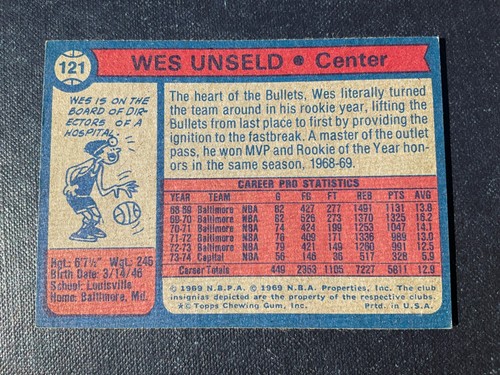 121
WES UNSELD • Center
WES IS ON THE
BOARD OF DIR-
ECTORS OF A
HOSPITAL.
The heart of the Bullets, Wes literally turned
the team around in his rookie year, lifting the
Bullets from last place to first by providing the
ignition to the fastbreak. A master of the outlet
pass, he won MVP and Rookie of the Year hon-
ors in the same season, 1968-69.
Hgt: 6'7½" Wgt: 245
Birth Date: 3/14/46
School: Louisville
Home: Baltimore, Md.
CAREER PRO STATISTICS
YEAR TEAM G FG FT REB PTS AVG
68-69 Baltimore NBA 82 427 277 1491 1131 13.8
69-70 Baltimore NBA 82 526 273 1370 1325 16.2
70-71 Baltimore NBA 74 424 199 1253 1047 14.1
71-72 Baltimore NBA 76 409 171 1336 989 13.0
72-73 Baltimore NBA 79 421 149 1260 991 12.5
73-74 Capital NBA 56 146 36 517 328 5.9
Career Totals 449 2353 1105 7227 5811 12.9
© 1969 N.B.P.A. © 1969 N.B.A. Properties, Inc. The club
insignias depicted are the property of the respective clubs.
★© Topps Chewing Gum, Inc. Prtd. in U.S.A.